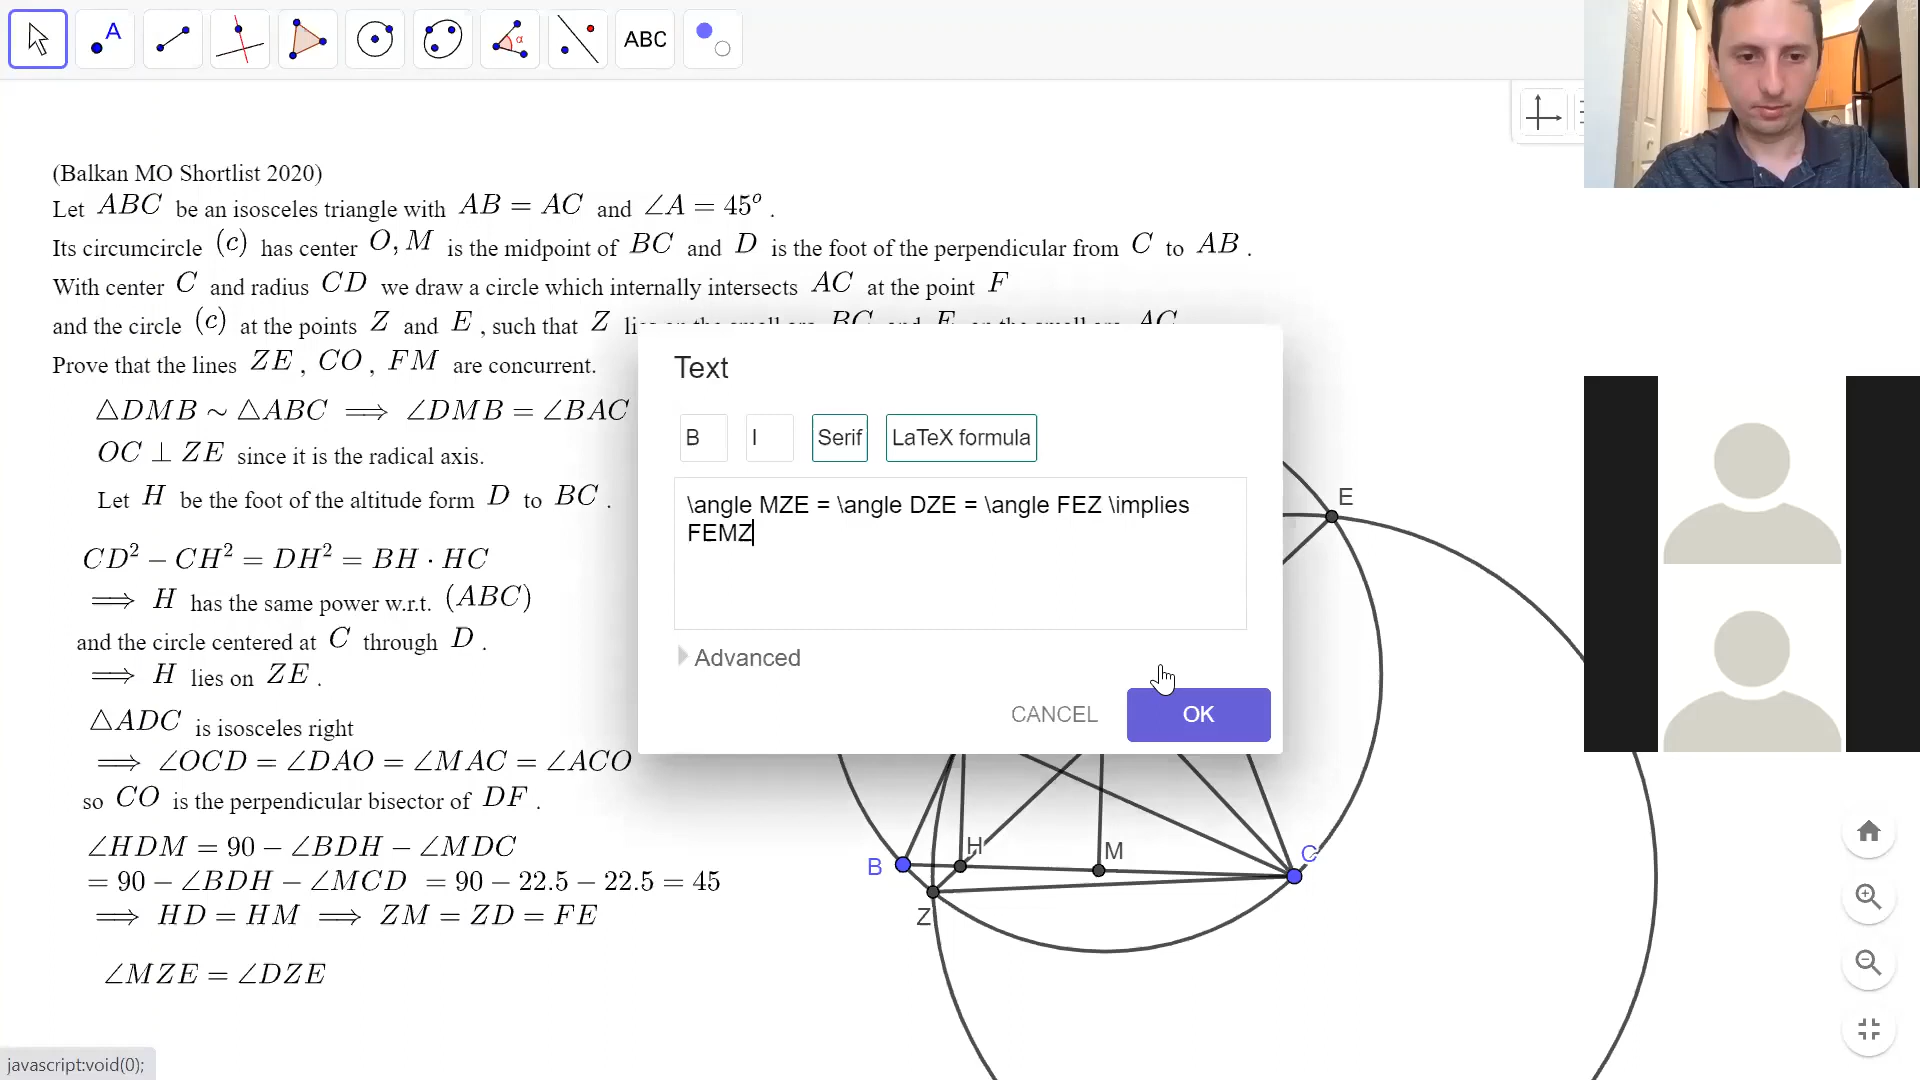 A
α
ABC
(Balkan MO Shortlist 2020)
Let ABC be an isosceles triangle with AB = AC and ∠A = 45° .
Its circumcircle (c) has center O, M is the midpoint of BC and D is the foot of the perpendicular from C to AB .
With center C and radius CD we draw a circle which internally intersects AC at the point F
and the circle (c) at the points Z and E , such that Z
Prove that the lines ZE , CO , FM are concurrent.
△DMB ∼ △ABC ⟹ ∠DMB = ∠BAC
OC ⊥ ZE since it is the radical axis.
Let H be the foot of the altitude form D to BC .
CD² − CH² = DH² = BH · HC
⟹ H has the same power w.r.t. (ABC)
and the circle centered at C through D .
⟹ H lies on ZE .
△ADC is isosceles right
⟹ ∠OCD = ∠DAO = ∠MAC = ∠ACO
so CO is the perpendicular bisector of DF .
∠HDM = 90 − ∠BDH − ∠MDC
= 90 − ∠BDH − ∠MCD = 90 − 22.5 − 22.5 = 45
⟹ HD = HM ⟹ ZM = ZD = FE
∠MZE = ∠DZE
Text
B I Serif LaTeX formula
\angle MZE = \angle DZE = \angle FEZ \implies
FEMZ
Advanced
CANCEL OK
E
B
H
M
C
Z
javascript:void(0);